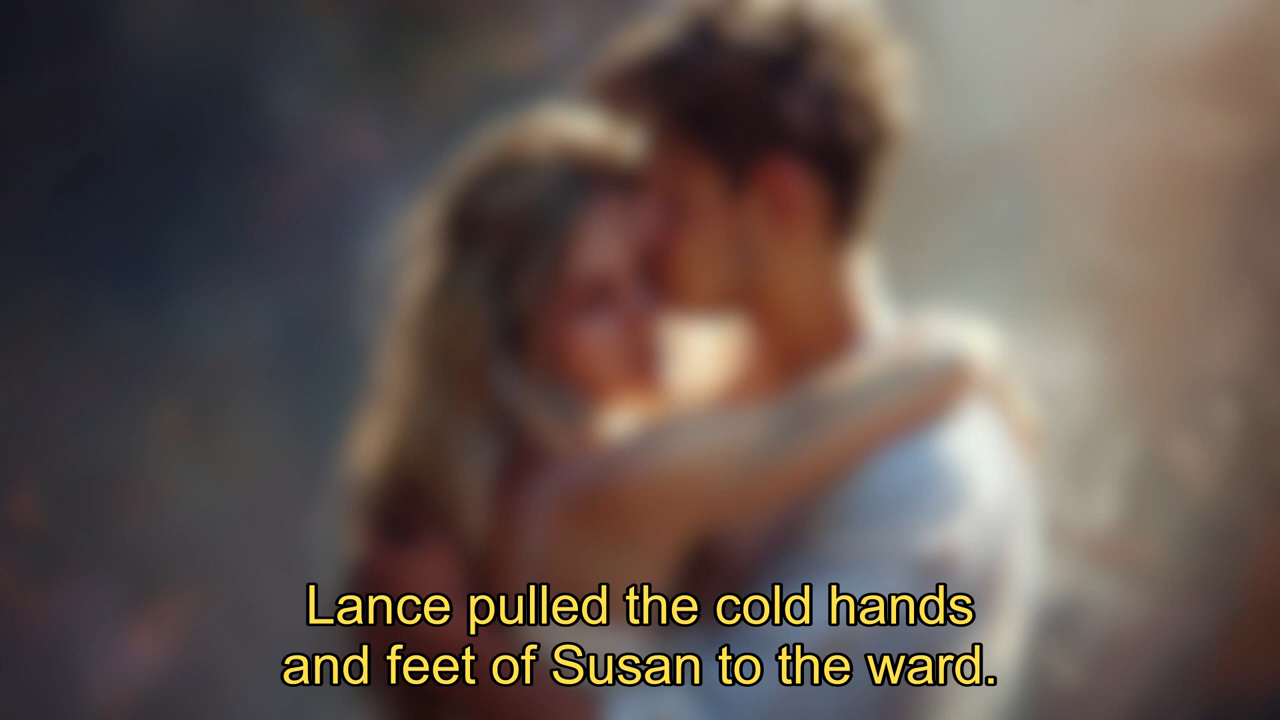 Lance pulled the cold hands
and feet of Susan to the ward.